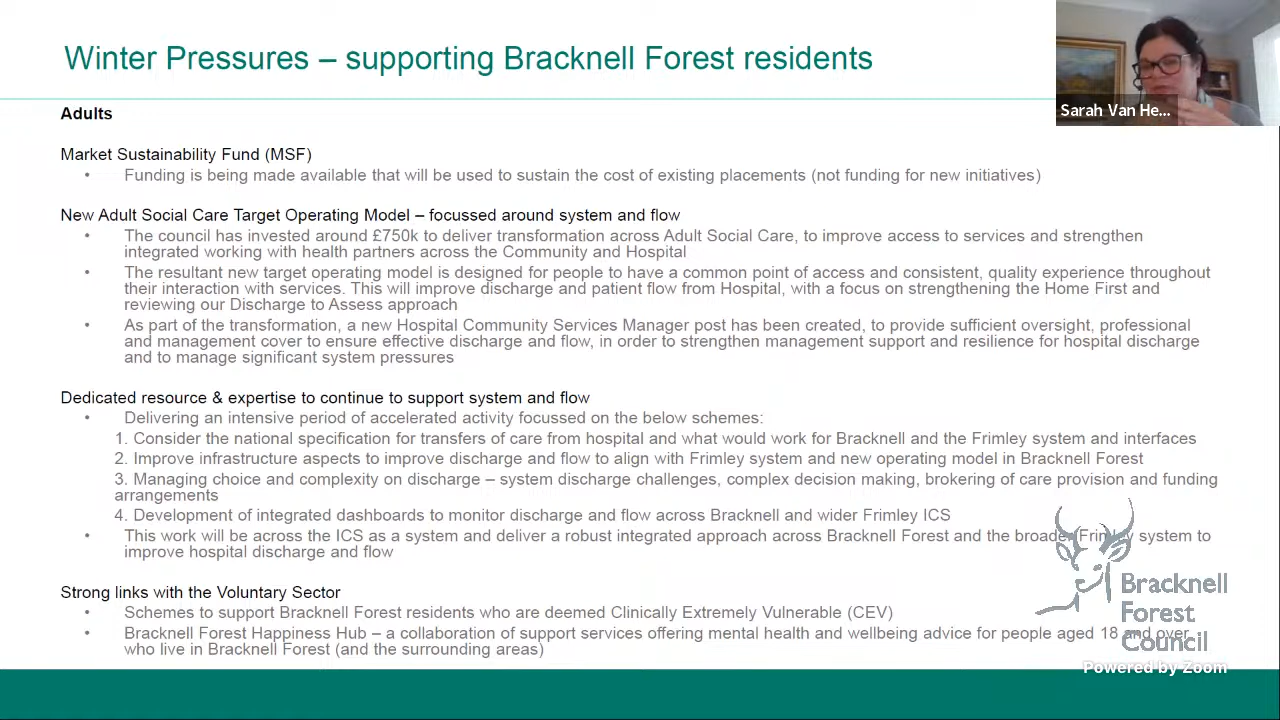 Winter Pressures – supporting Bracknell Forest residents
Sarah Van He...
Adults
Market Sustainability Fund (MSF)
• Funding is being made available that will be used to sustain the cost of existing placements (not funding for new initiatives)
New Adult Social Care Target Operating Model – focussed around system and flow
• The council has invested around £750k to deliver transformation across Adult Social Care, to improve access to services and strengthen
integrated working with health partners across the Community and Hospital
• The resultant new target operating model is designed for people to have a common point of access and consistent, quality experience throughout
their interaction with services. This will improve discharge and patient flow from Hospital, with a focus on strengthening the Home First and
reviewing our Discharge to Assess approach
• As part of the transformation, a new Hospital Community Services Manager post has been created, to provide sufficient oversight, professional
and management cover to ensure effective discharge and flow, in order to strengthen management support and resilience for hospital discharge
and to manage significant system pressures
Dedicated resource & expertise to continue to support system and flow
• Delivering an intensive period of accelerated activity focussed on the below schemes:
1. Consider the national specification for transfers of care from hospital and what would work for Bracknell and the Frimley system and interfaces
2. Improve infrastructure aspects to improve discharge and flow to align with Frimley system and new operating model in Bracknell Forest
3. Managing choice and complexity on discharge – system discharge challenges, complex decision making, brokering of care provision and funding
arrangements
4. Development of integrated dashboards to monitor discharge and flow across Bracknell and wider Frimley ICS
• This work will be across the ICS as a system and deliver a robust integrated approach across Bracknell Forest and the broader Frimley system to
improve hospital discharge and flow
Strong links with the Voluntary Sector
• Schemes to support Bracknell Forest residents who are deemed Clinically Extremely Vulnerable (CEV)
• Bracknell Forest Happiness Hub – a collaboration of support services offering mental health and wellbeing advice for people aged 18 and over
who live in Bracknell Forest (and the surrounding areas)
Bracknell
Forest
Council
Powered by Zoom